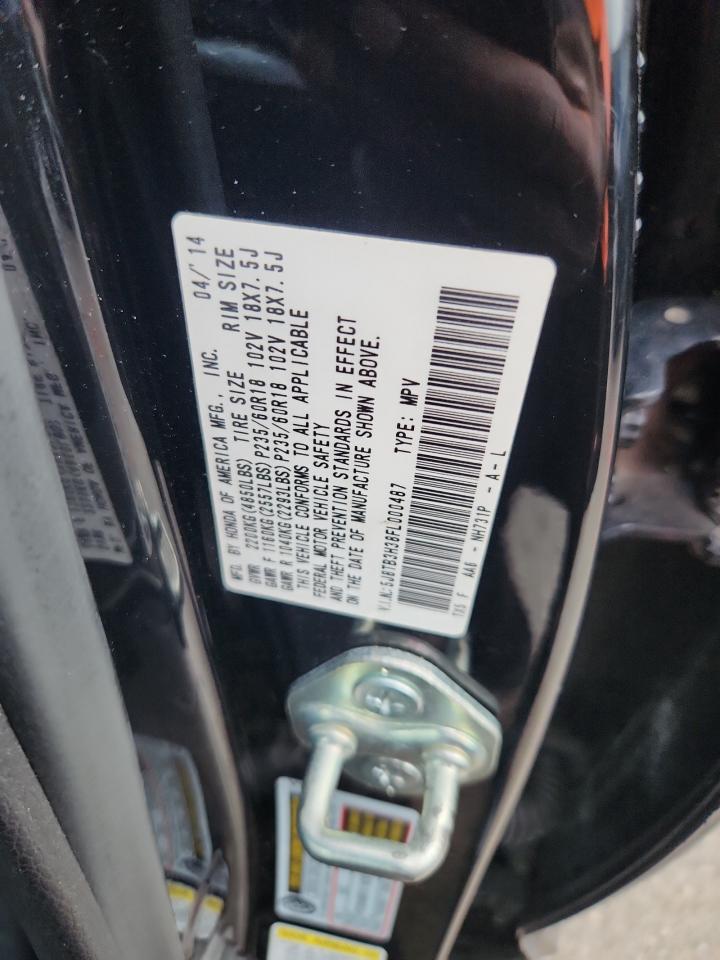 MFG. BY HONDA OF AMERICA MFG., INC. 04/'14
GVWR 2200KG(4850LBS) TIRE SIZE RIM SIZE
GAWR F 1160KG(2557LBS) P235/60R18 102V 18X7.5J
GAWR R 1040KG(2293LBS) P235/60R18 102V 18X7.5J
THIS VEHICLE CONFORMS TO ALL APPLICABLE
FEDERAL MOTOR VEHICLE SAFETY
AND THEFT PREVENTION STANDARDS IN EFFECT
ON THE DATE OF MANUFACTURE SHOWN ABOVE.
V.I.N.:5J8TB3H38FL000487 TYPE: MPV
TX5 F AA6 - NH731P - A - L